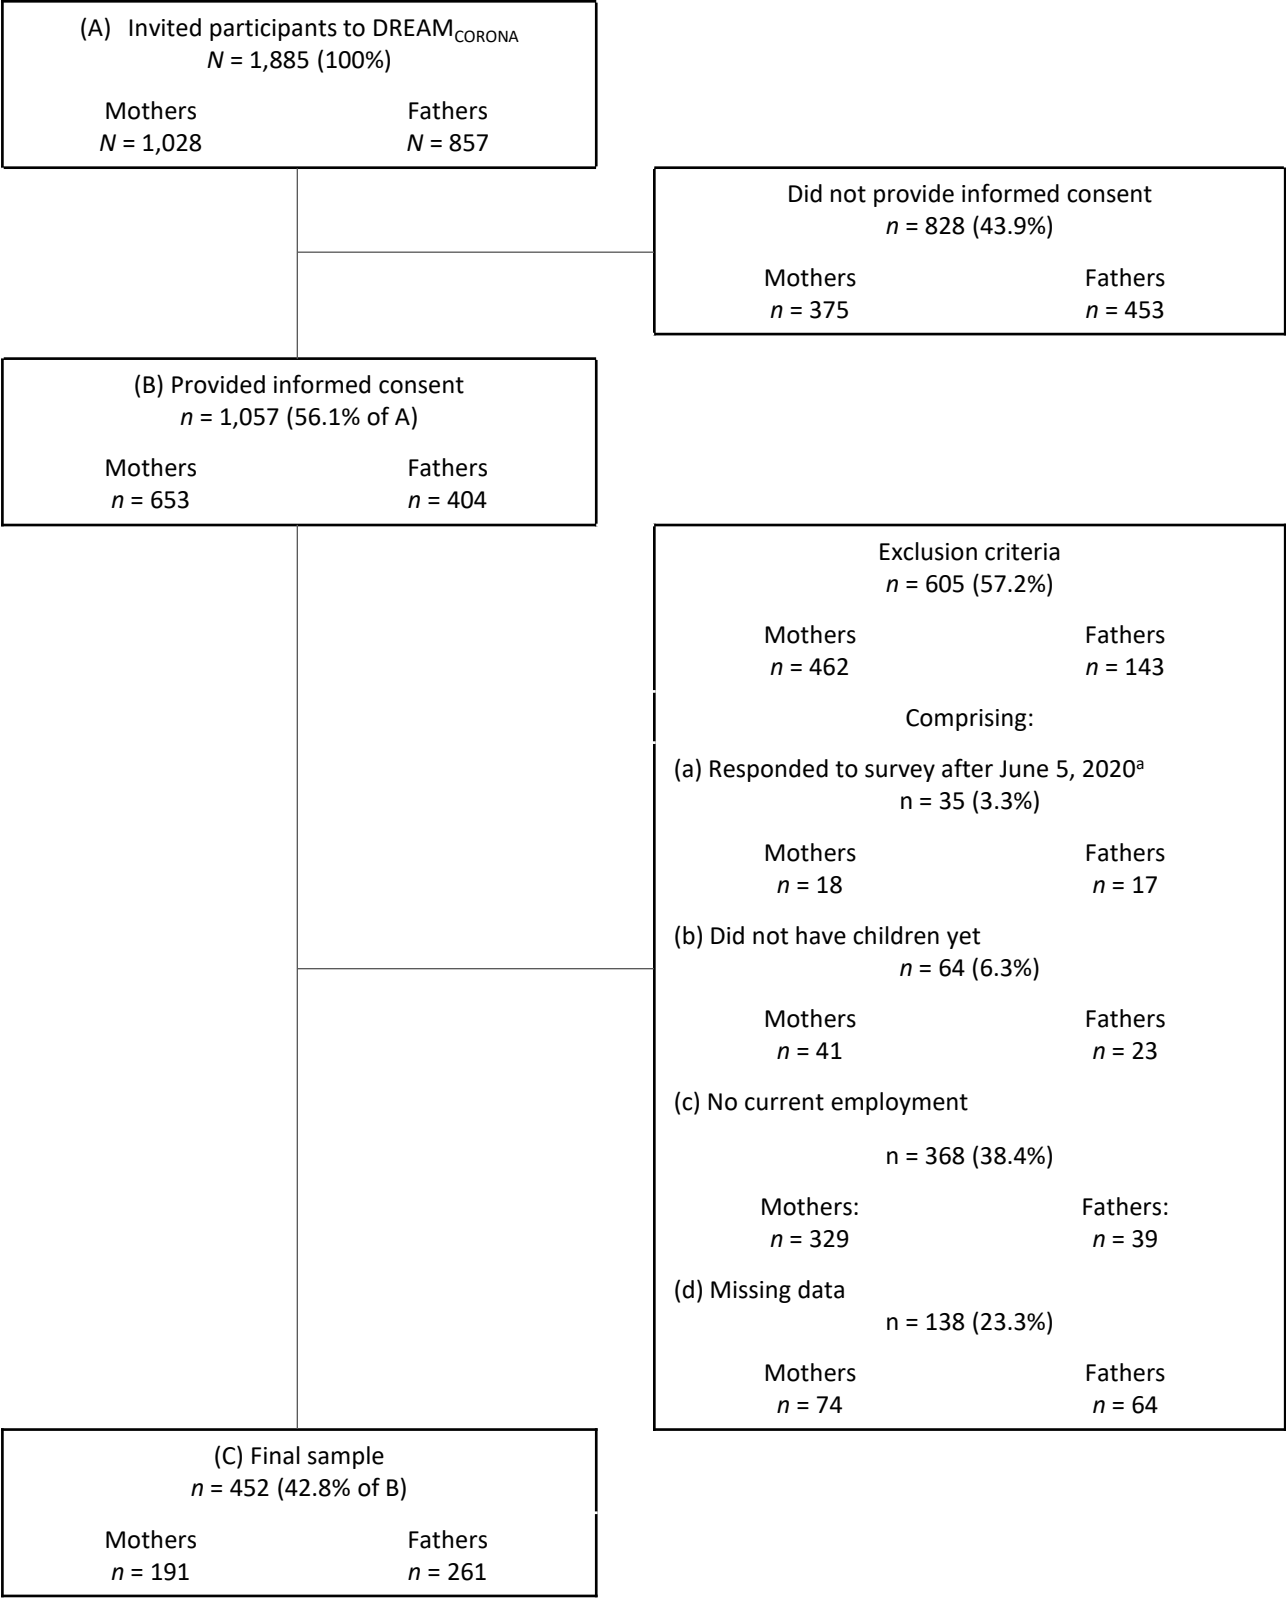 (A) Invited participants to DREAMCORONA
N = 1,885 (100%)
Mothers Fathers
N = 1,028 N = 857
Did not provide informed consent
n = 828 (43.9%)
Mothers Fathers
n = 375 n = 453
(B) Provided informed consent
n = 1,057 (56.1% of A)
Mothers Fathers
n = 653 n = 404
Exclusion criteria
n = 605 (57.2%)
Mothers Fathers
n = 462 n = 143
Comprising:
(a) Responded to survey after June 5, 2020ᵃ
n = 35 (3.3%)
Mothers Fathers
n = 18 n = 17
(b) Did not have children yet
n = 64 (6.3%)
Mothers Fathers
n = 41 n = 23
(c) No current employment
n = 368 (38.4%)
Mothers: Fathers:
n = 329 n = 39
(d) Missing data
n = 138 (23.3%)
Mothers Fathers
n = 74 n = 64
(C) Final sample
n = 452 (42.8% of B)
Mothers Fathers
n = 191 n = 261